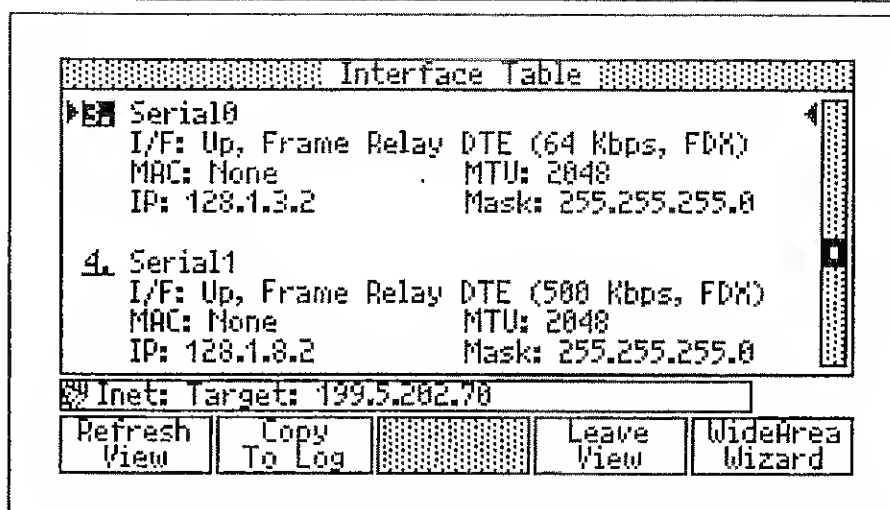 Interface Table
Serial0
I/F: Up, Frame Relay DTE (64 Kbps, FDX)
MAC: None MTU: 2048
IP: 128.1.3.2 Mask: 255.255.255.0
4. Serial1
I/F: Up, Frame Relay DTE (500 Kbps, FDX)
MAC: None MTU: 2048
IP: 128.1.8.2 Mask: 255.255.255.0
Inet: Target: 199.5.202.70
Refresh View
Copy To Log
Leave View
WideArea Wizard